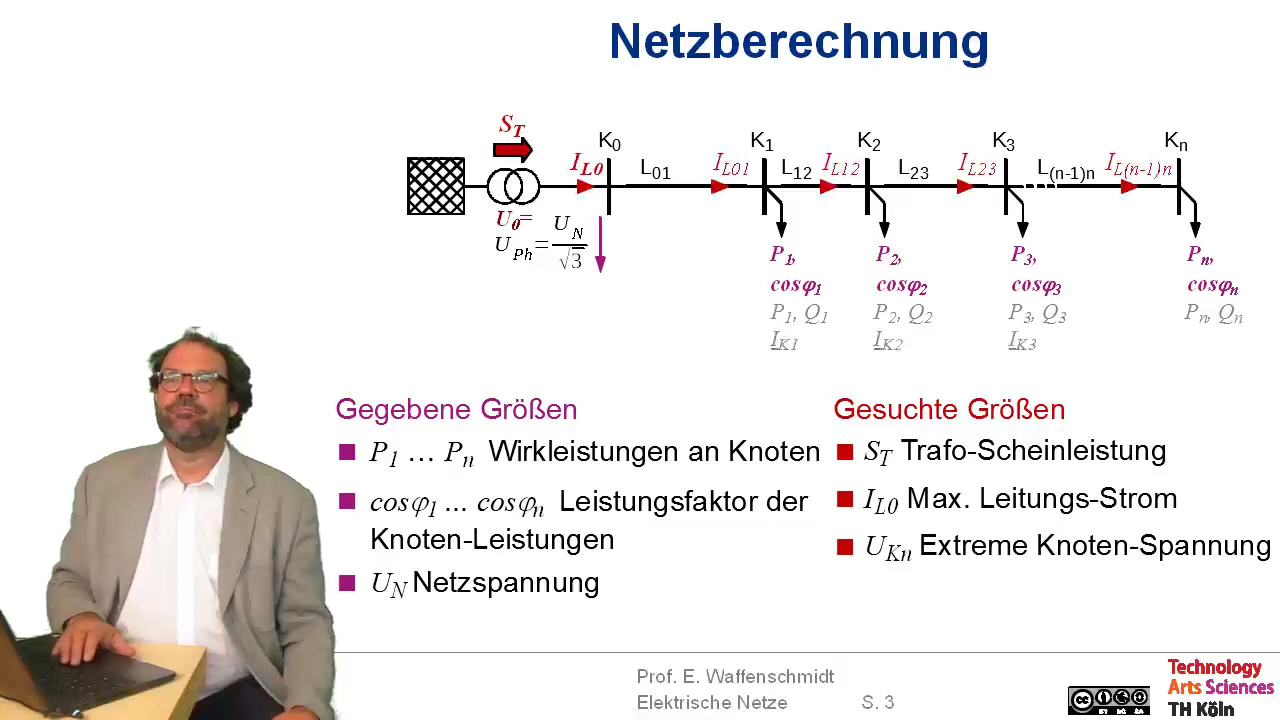 Netzberechnung
S_T
K_0 K_1 K_2 K_3 K_n
I_L0 L_01 I_L01 L_12 I_L12 L_23 I_L23 L_(n-1)n I_L(n-1)n
U_0=
U_Ph = U_N / √3
P_1, P_2, P_3, P_n,
cosφ_1 cosφ_2 cosφ_3 cosφ_n
P_1, Q_1 P_2, Q_2 P_3, Q_3 P_n, Q_n
I_K1 I_K2 I_K3
Gegebene Größen
P_1 … P_n Wirkleistungen an Knoten
cosφ_1 ... cosφ_n Leistungsfaktor der
Knoten-Leistungen
U_N Netzspannung
Gesuchte Größen
S_T Trafo-Scheinleistung
I_L0 Max. Leitungs-Strom
U_Kn Extreme Knoten-Spannung
Prof. E. Waffenschmidt
Elektrische Netze S. 3
cc
BY NC SA
Technology
Arts Sciences
TH Köln